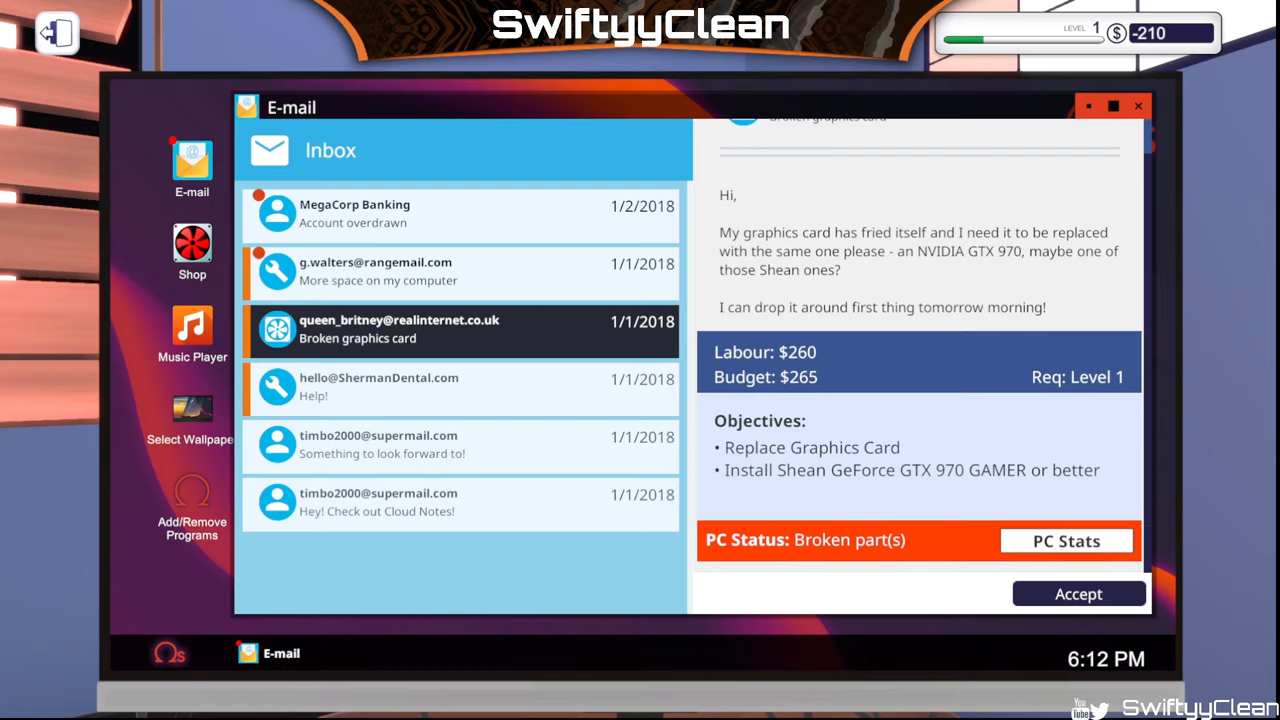 SwiftyyClean
LEVEL 1
$ -210
E-mail
Inbox
MegaCorp Banking 1/2/2018
Account overdrawn
g.walters@rangemail.com 1/1/2018
More space on my computer
queen_britney@realinternet.co.uk 1/1/2018
Broken graphics card
hello@ShermanDental.com 1/1/2018
Help!
timbo2000@supermail.com 1/1/2018
Something to look forward to!
timbo2000@supermail.com 1/1/2018
Hey! Check out Cloud Notes!
Broken graphics card
Hi,
My graphics card has fried itself and I need it to be replaced
with the same one please - an NVIDIA GTX 970, maybe one of
those Shean ones?
I can drop it around first thing tomorrow morning!
Labour: $260
Budget: $265 Req: Level 1
Objectives:
• Replace Graphics Card
• Install Shean GeForce GTX 970 GAMER or better
PC Status: Broken part(s) PC Stats
Accept
E-mail
Shop
Music Player
Select Wallpape
Add/Remove
Programs
Ωs
E-mail
6:12 PM
You Tube SwiftyyClean